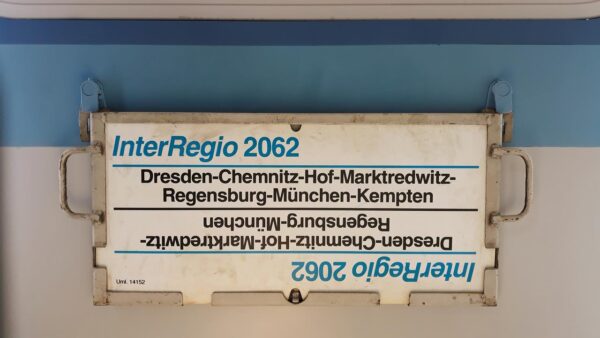 InterRegio 2062
Dresden-Chemnitz-Hof-Marktredwitz-
Regensburg-München-Kempten
InterRegio 2062
Dresden-Chemnitz-Hof-Marktredwitz-
Regensburg-München
Uml. 14152